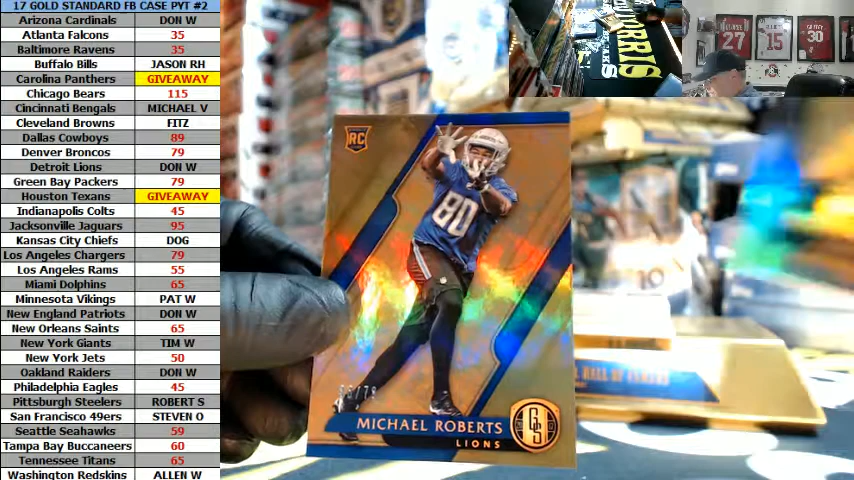 17 GOLD STANDARD FB CASE PYT #2
Arizona Cardinals DON W
Atlanta Falcons 35
Baltimore Ravens 35
Buffalo Bills JASON RH
Carolina Panthers GIVEAWAY
Chicago Bears 115
Cincinnati Bengals MICHAEL V
Cleveland Browns FITZ
Dallas Cowboys 89
Denver Broncos 79
Detroit Lions DON W
Green Bay Packers 79
Houston Texans GIVEAWAY
Indianapolis Colts 45
Jacksonville Jaguars 95
Kansas City Chiefs DOG
Los Angeles Chargers 79
Los Angeles Rams 55
Miami Dolphins 65
Minnesota Vikings PAT W
New England Patriots DON W
New Orleans Saints 65
New York Giants TIM W
New York Jets 50
Oakland Raiders DON W
Philadelphia Eagles 45
Pittsburgh Steelers ROBERT S
San Francisco 49ers STEVEN O
Seattle Seahawks 59
Tampa Bay Buccaneers 60
Tennessee Titans 65
Washington Redskins ALLEN W
RC
80
MICHAEL ROBERTS
LIONS
GS
10
HALL OF
27
15
30